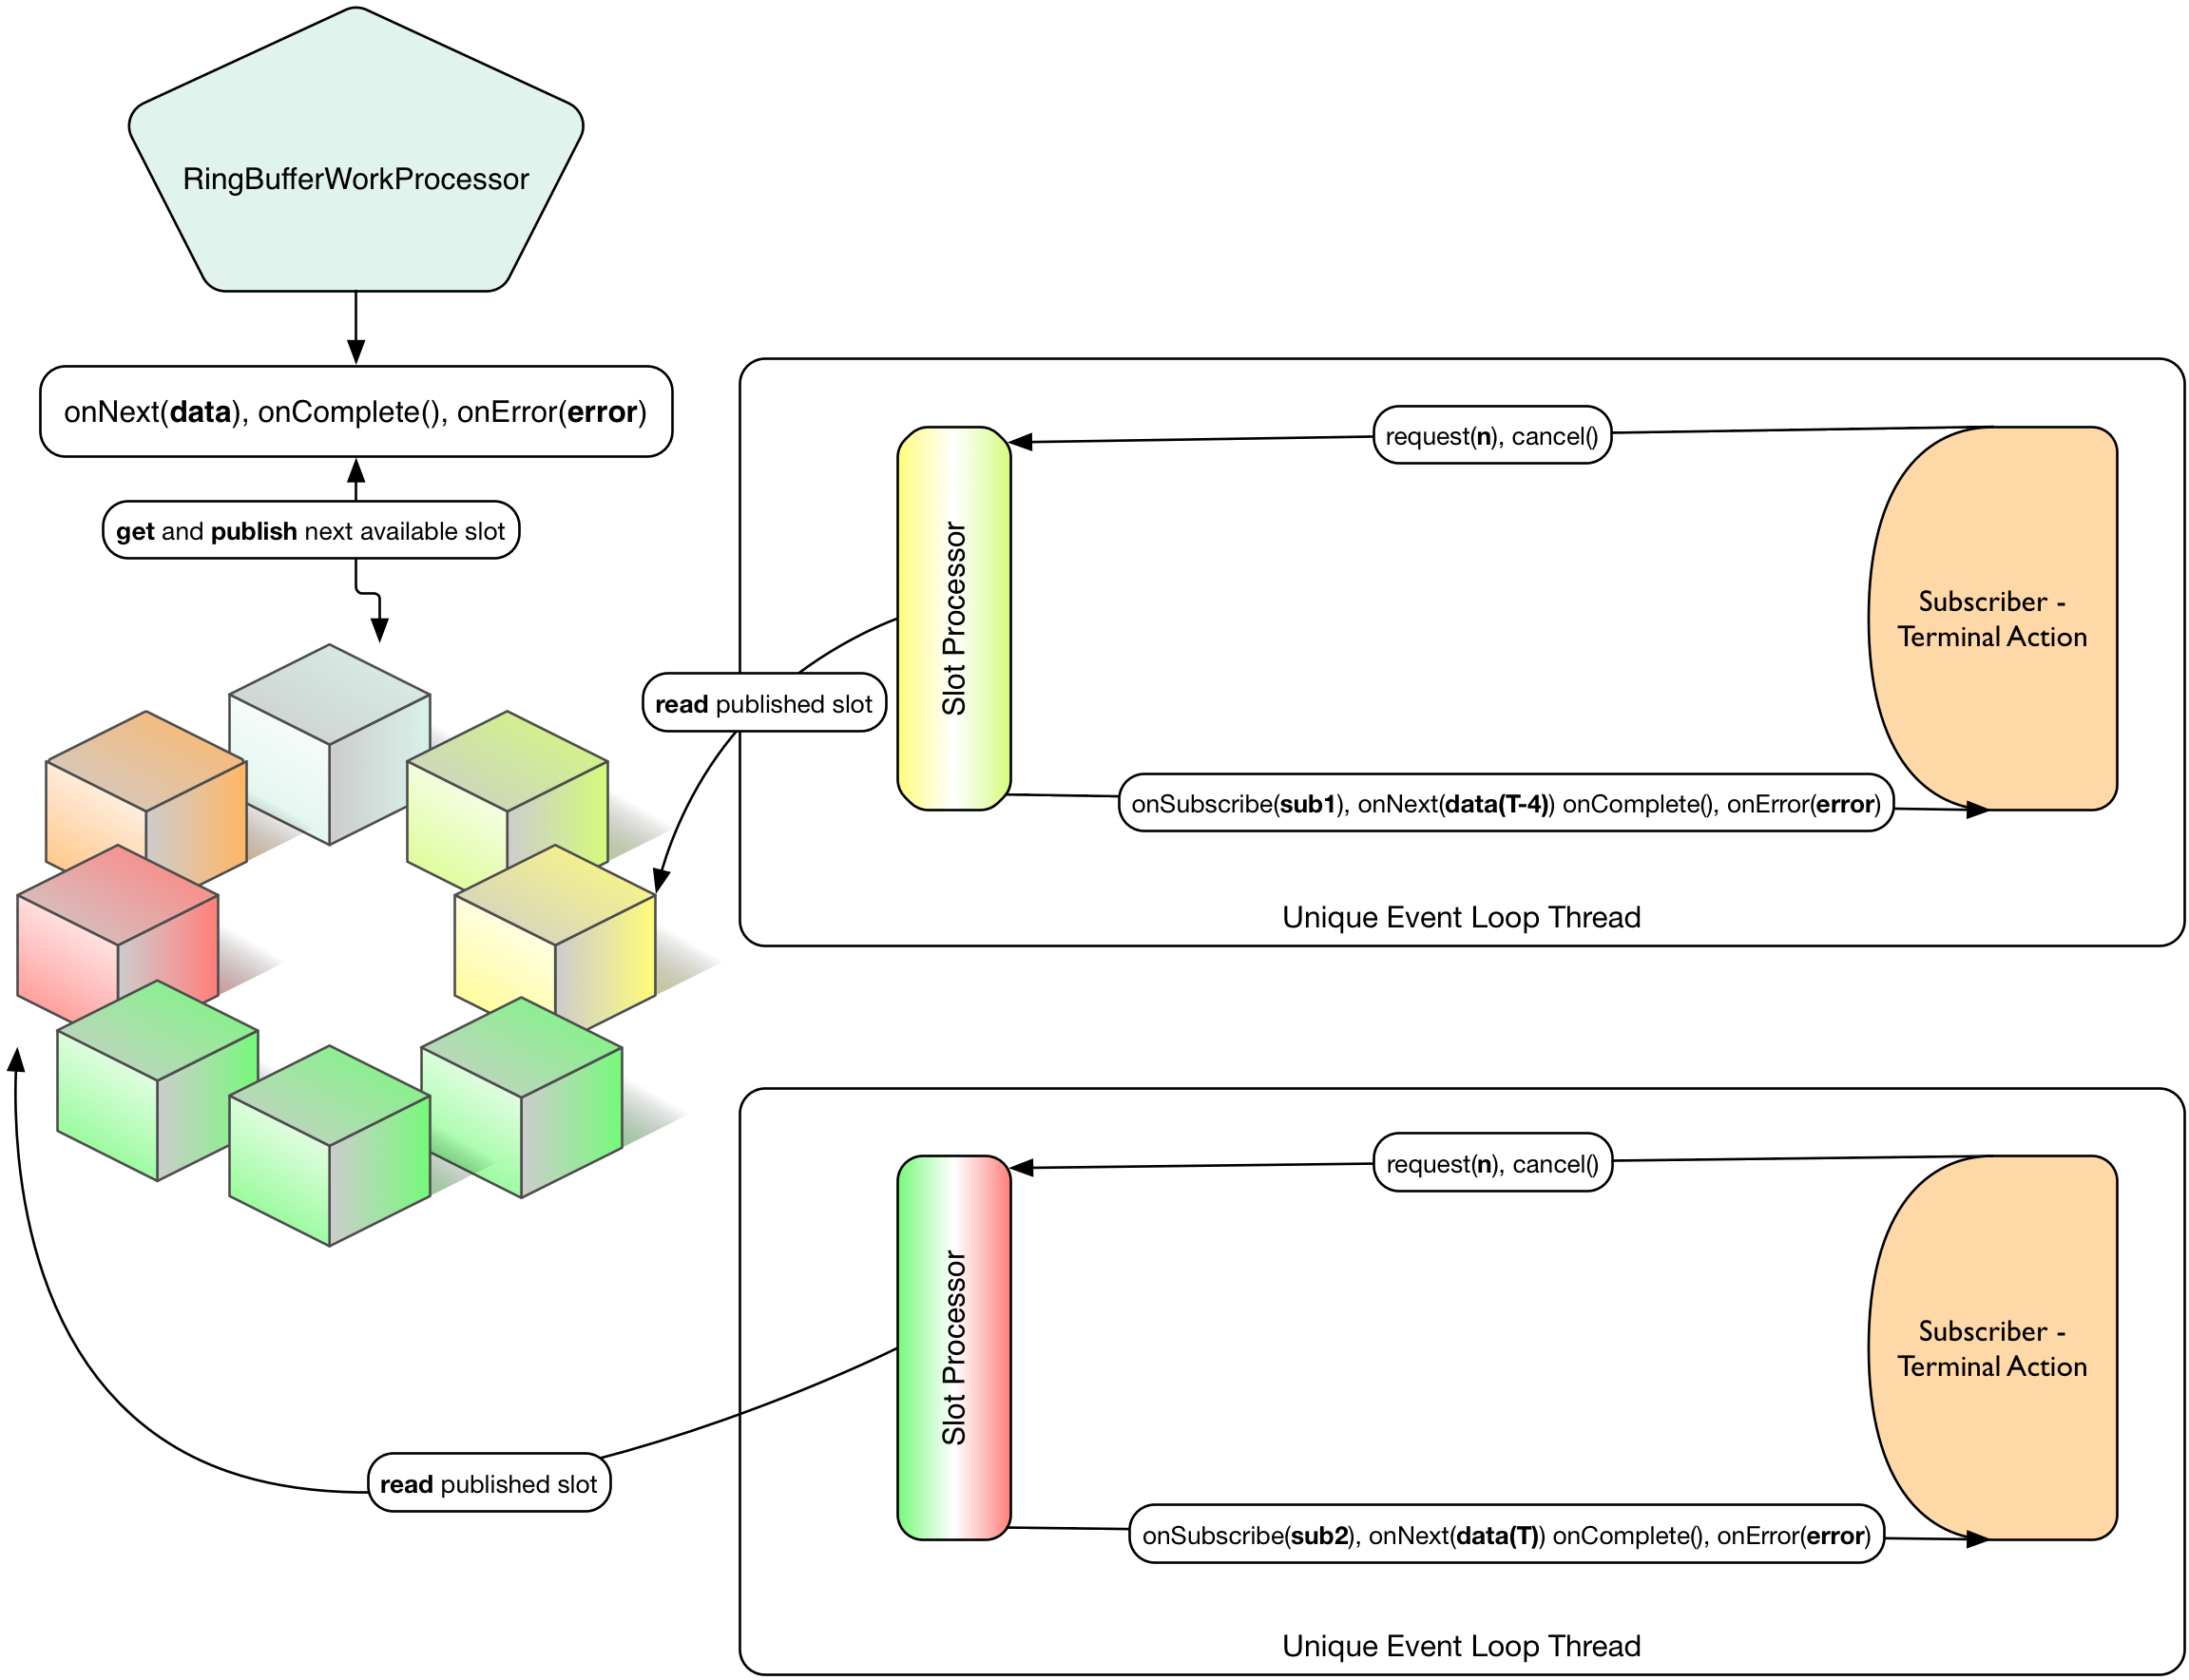 RingBufferWorkProcessor
onNext(data), onComplete(), onError(error)
get and publish next available slot
request(n), cancel()
Slot Processor
Subscriber -
Terminal Action
read published slot
onSubscribe(sub1), onNext(data(T-4)) onComplete(), onError(error)
Unique Event Loop Thread
request(n), cancel()
Slot Processor
Subscriber -
Terminal Action
read published slot
onSubscribe(sub2), onNext(data(T)) onComplete(), onError(error)
Unique Event Loop Thread